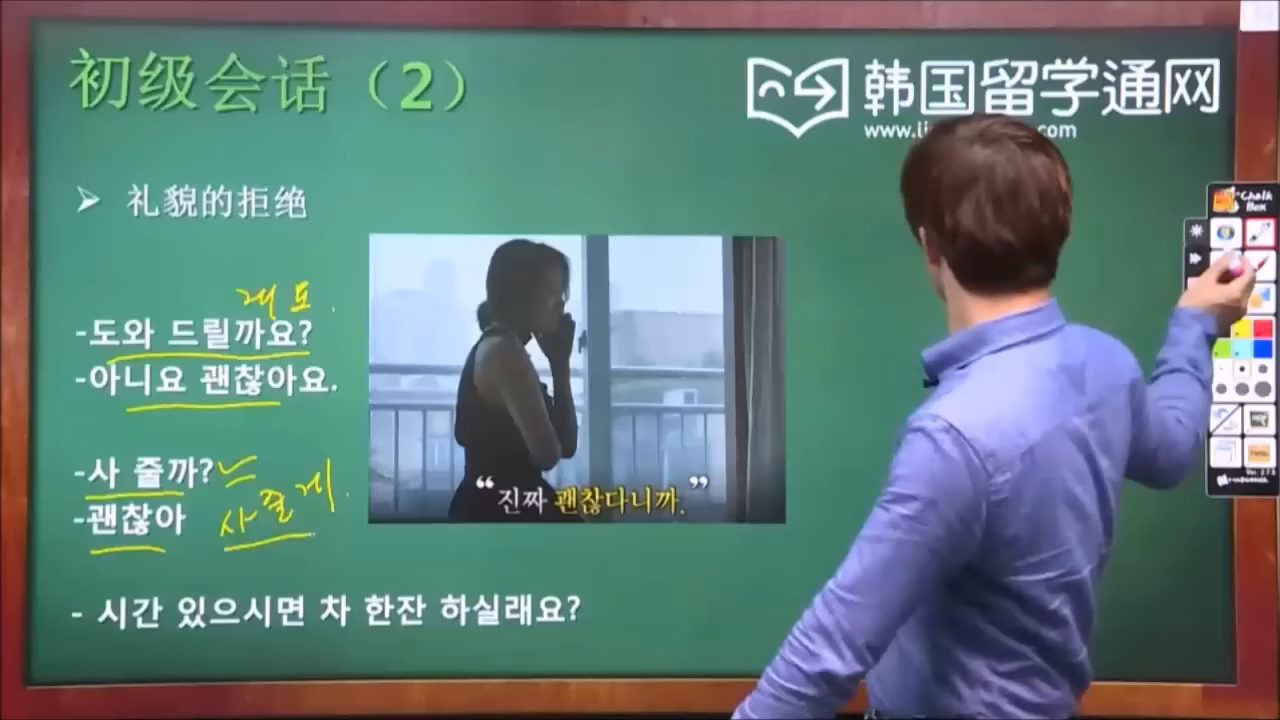 初级会话（2）
韩国留学通网
➢ 礼貌的拒绝
-도와 드릴까요?
-아니요 괜찮아요.
-사 줄까?
사줄게
-괜찮아
“ 진짜 괜찮다니까. ”
- 시간 있으시면 차 한잔 하실래요?
Chalk
Box